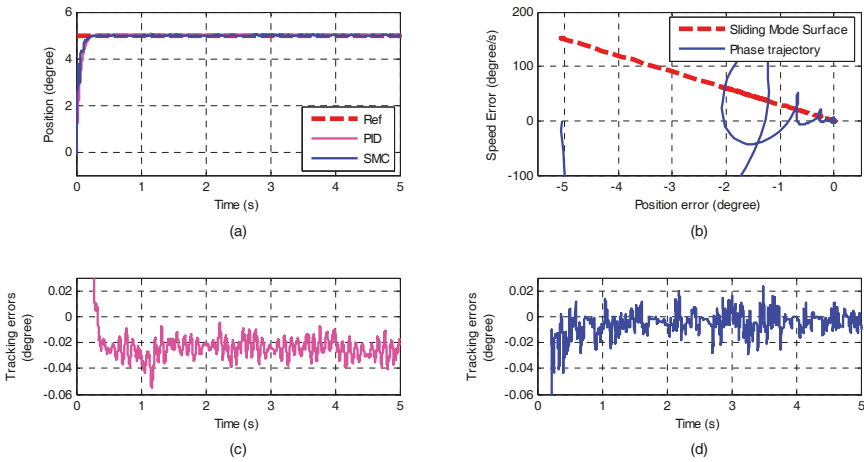 6
4
2
0
Position (degree)
Ref
PID
SMC
0
1
2
3
4
5
Time (s)
(a)
200
100
0
-100
Speed Error (degree/s)
Sliding Mode Surface
Phase trajectory
-5
-4
-3
-2
-1
0
Position error (degree)
(b)
0.02
0
-0.02
-0.04
-0.06
Tracking errors
(degree)
0
1
2
3
4
5
Time (s)
(c)
0.02
0
-0.02
-0.04
-0.06
Tracking errors
(degree)
0
1
2
3
4
5
Time (s)
(d)